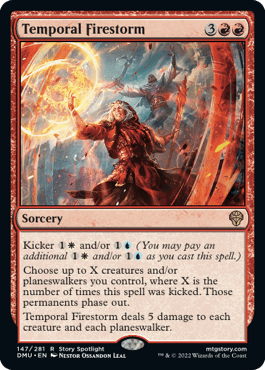 Temporal Firestorm 3
Sorcery
Kicker 1 and/or 1 (You may pay an
additional 1 and/or 1 as you cast this spell.)
Choose up to X creatures and/or
planeswalkers you control, where X is the
number of times this spell was kicked. Those
permanents phase out.
Temporal Firestorm deals 5 damage to
each creature and each planeswalker.
147/281 R Story Spotlight mtgstory.com
DMU • EN Nestor Ossandon Leal ™ & © 2022 Wizards of the Coast